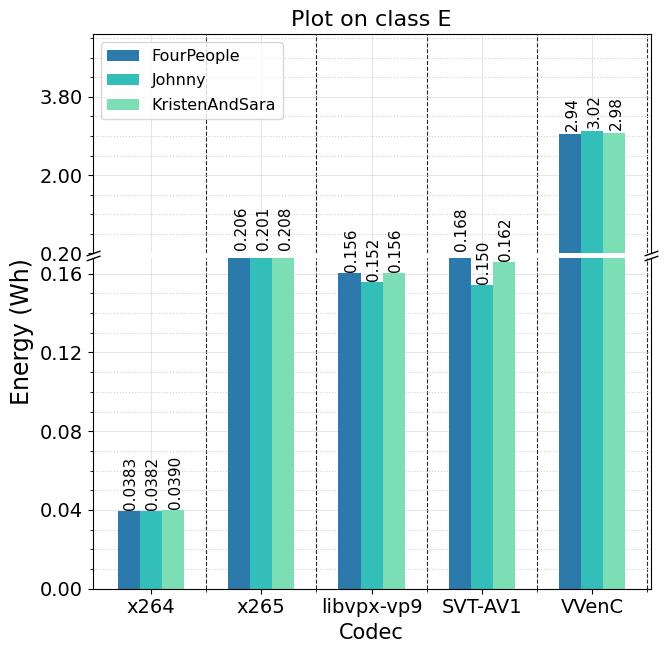 Plot on class E
FourPeople
Johnny
KristenAndSara
Energy (Wh)
3.80
2.00
0.20
0.16
0.12
0.08
0.04
0.00
0.0383
0.0382
0.0390
0.206
0.201
0.208
0.156
0.152
0.156
0.168
0.150
0.162
2.94
3.02
2.98
x264
x265
libvpx-vp9
SVT-AV1
VVenC
Codec